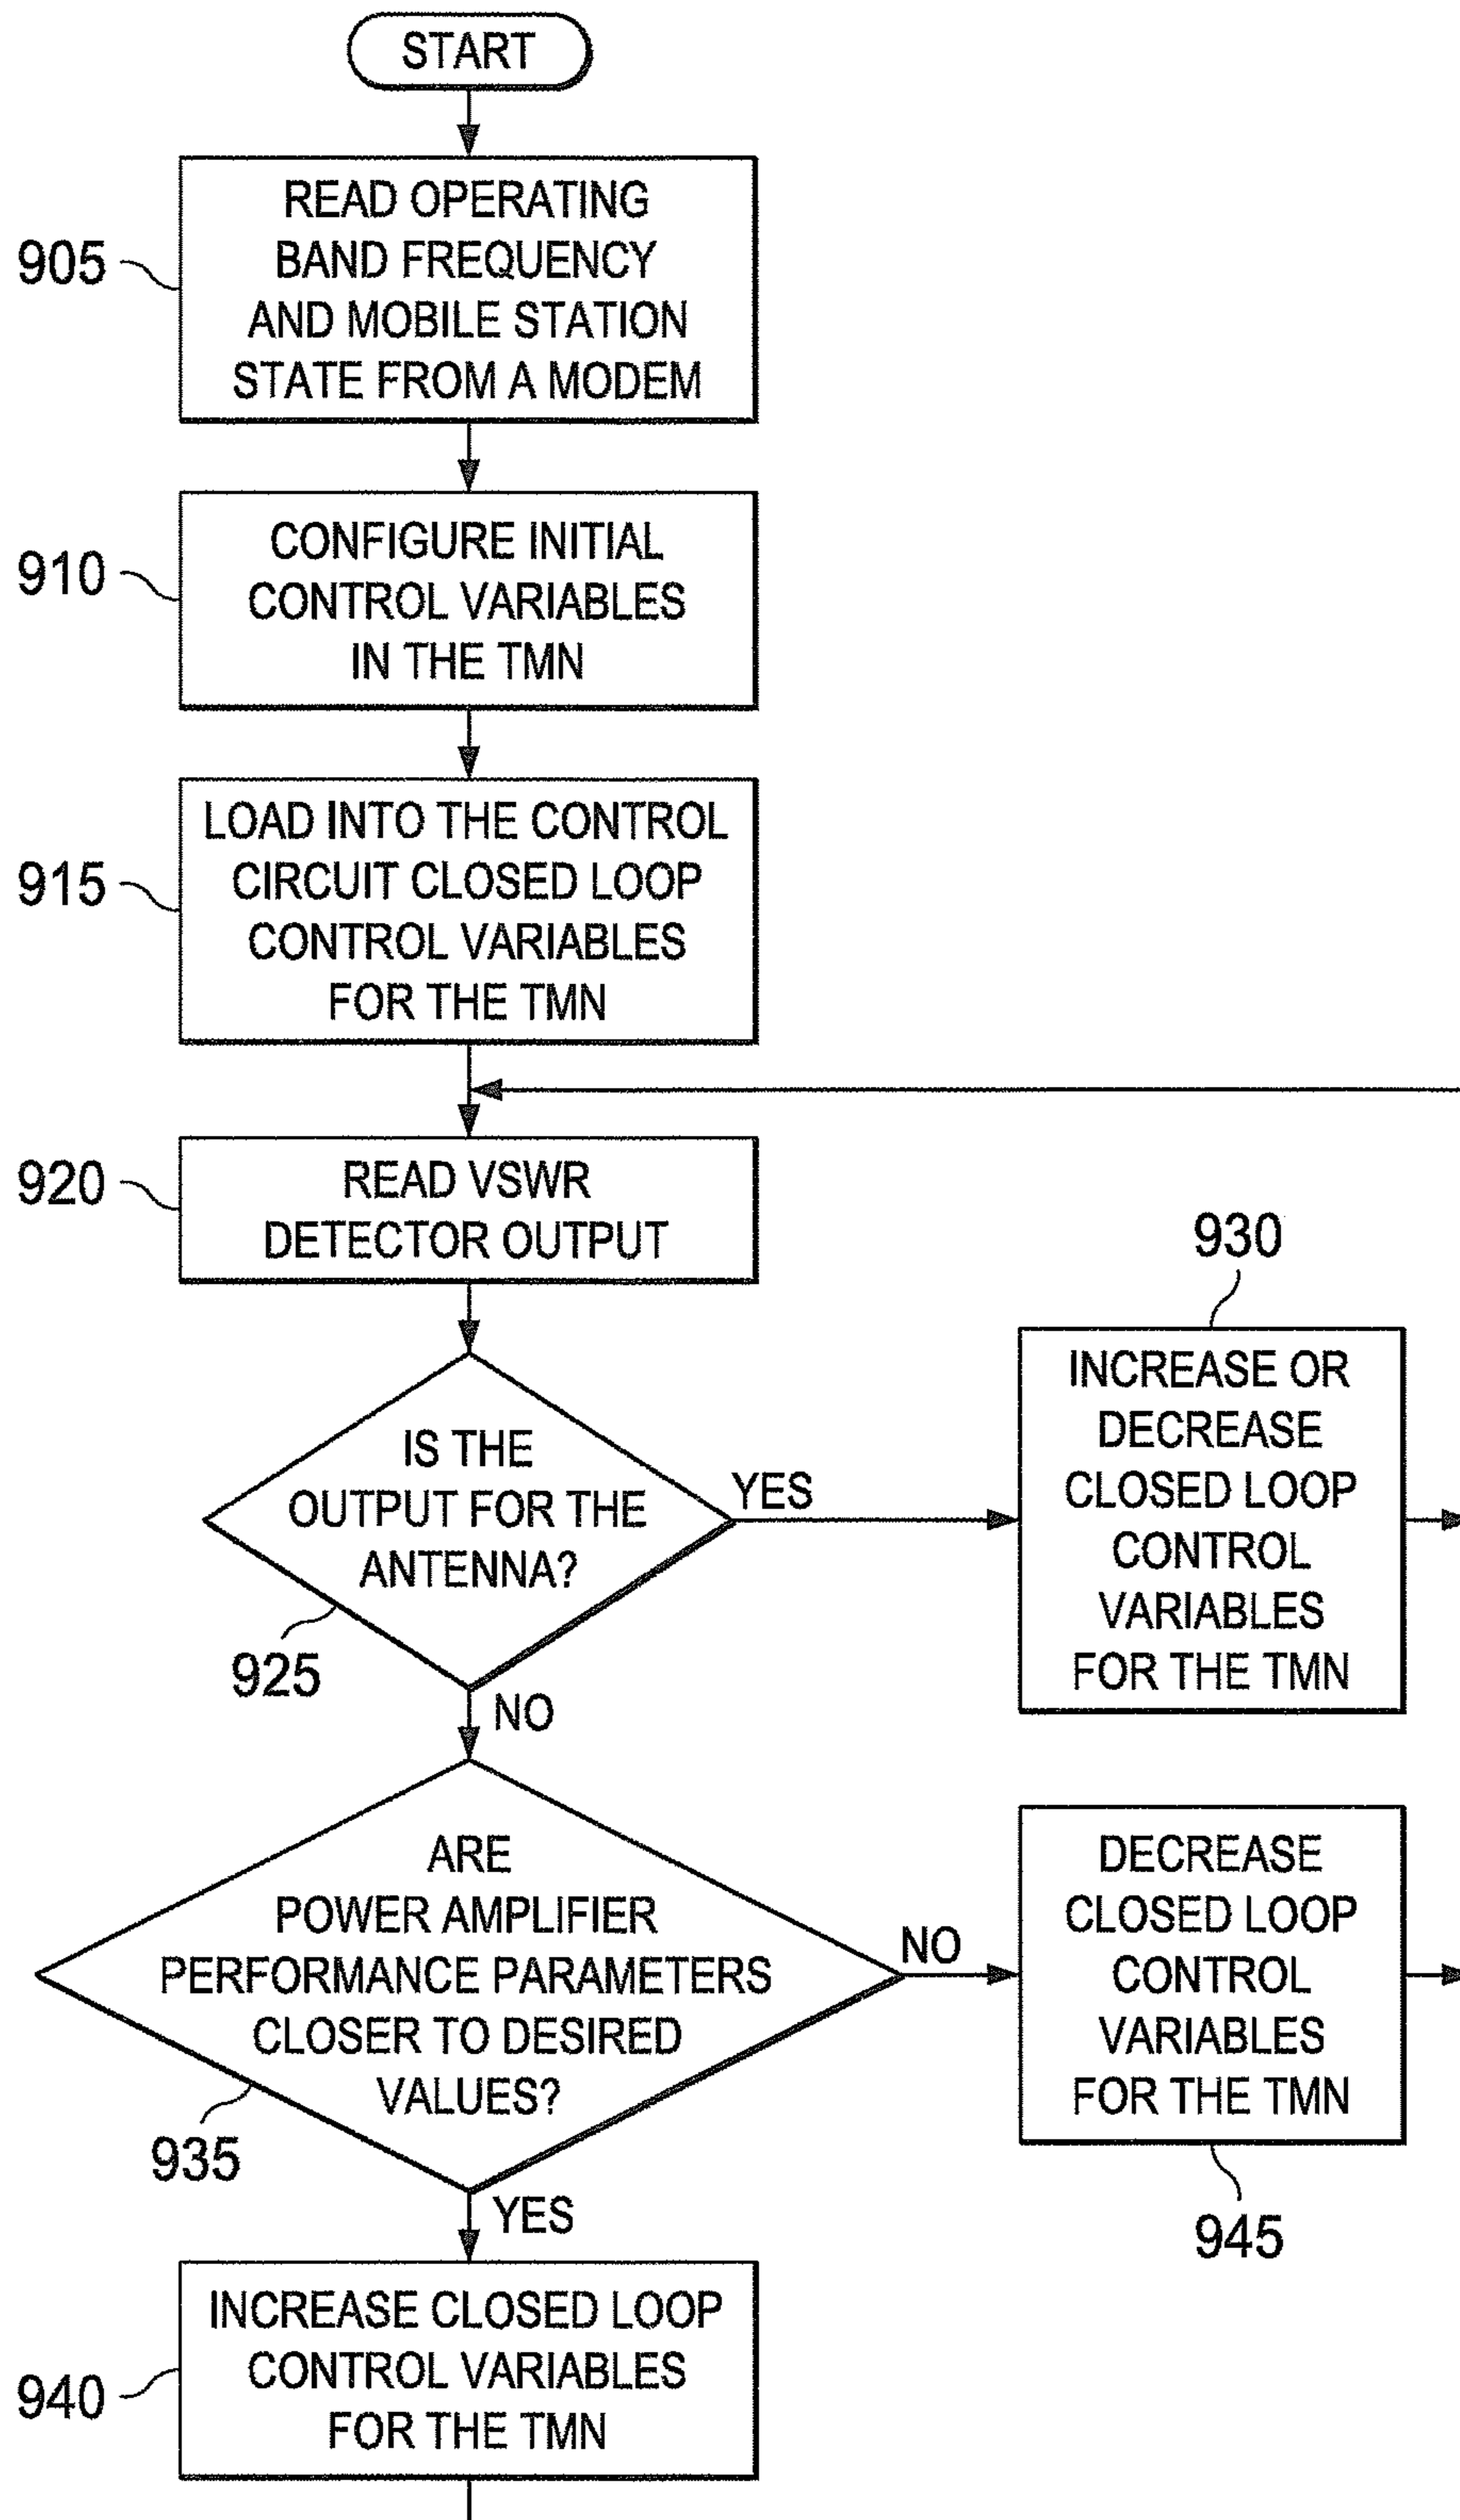 START
905
READ OPERATING
BAND FREQUENCY
AND MOBILE STATION
STATE FROM A MODEM
910
CONFIGURE INITIAL
CONTROL VARIABLES
IN THE TMN
915
LOAD INTO THE CONTROL
CIRCUIT CLOSED LOOP
CONTROL VARIABLES
FOR THE TMN
920
READ VSWR
DETECTOR OUTPUT
925
IS THE
OUTPUT FOR THE
ANTENNA?
YES
930
INCREASE OR
DECREASE
CLOSED LOOP
CONTROL
VARIABLES
FOR THE TMN
NO
935
ARE
POWER AMPLIFIER
PERFORMANCE PARAMETERS
CLOSER TO DESIRED
VALUES?
NO
DECREASE
CLOSED LOOP
CONTROL
VARIABLES
FOR THE TMN
945
YES
940
INCREASE CLOSED LOOP
CONTROL VARIABLES
FOR THE TMN